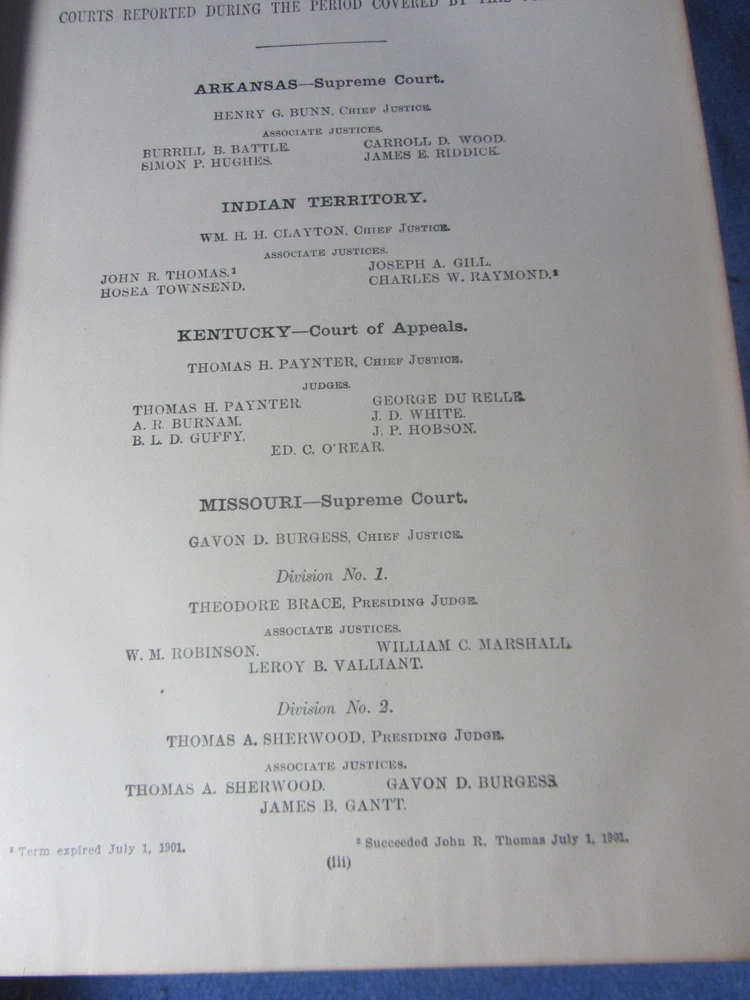 COURTS REPORTED DURING THE PERIOD COVERED BY
ARKANSAS—Supreme Court.
HENRY G. BUNN, CHIEF JUSTICE.
ASSOCIATE JUSTICES.
BURRILL B. BATTLE. CARROLL D. WOOD.
SIMON P. HUGHES. JAMES E. RIDDICK.
INDIAN TERRITORY.
WM. H. H. CLAYTON, CHIEF JUSTICE.
ASSOCIATE JUSTICES.
JOHN R. THOMAS.¹ JOSEPH A. GILL.
HOSEA TOWNSEND. CHARLES W. RAYMOND.²
KENTUCKY—Court of Appeals.
THOMAS H. PAYNTER, CHIEF JUSTICE.
JUDGES.
THOMAS H. PAYNTER. GEORGE DU RELLE.
A. R. BURNAM. J. D. WHITE.
B. L. D. GUFFY. J. P. HOBSON.
ED. C. O'REAR.
MISSOURI—Supreme Court.
GAVON D. BURGESS, CHIEF JUSTICE.
Division No. 1.
THEODORE BRACE, PRESIDING JUDGE.
ASSOCIATE JUSTICES.
W. M. ROBINSON. WILLIAM C. MARSHALL.
LEROY B. VALLIANT.
Division No. 2.
THOMAS A. SHERWOOD, PRESIDING JUDGE.
ASSOCIATE JUSTICES.
THOMAS A. SHERWOOD. GAVON D. BURGESS.
JAMES B. GANTT.
¹ Term expired July 1, 1901. ² Succeeded John R. Thomas July 1, 1901.
(iii)